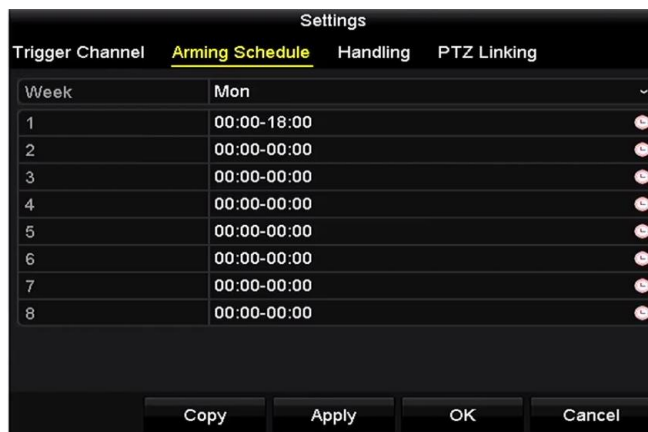 Settings
Trigger Channel Arming Schedule Handling PTZ Linking
Week Mon
1 00:00-18:00
2 00:00-00:00
3 00:00-00:00
4 00:00-00:00
5 00:00-00:00
6 00:00-00:00
7 00:00-00:00
8 00:00-00:00
Copy Apply OK Cancel